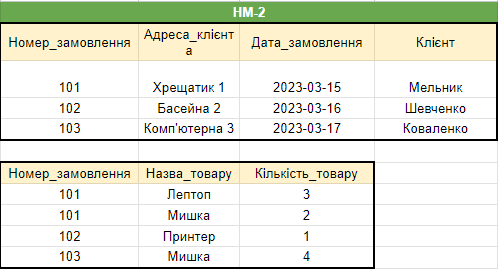 НМ-2
Номер_замовлення Адреса_клієнта Дата_замовлення Клієнт
101 Хрещатик 1 2023-03-15 Мельник
102 Басейна 2 2023-03-16 Шевченко
103 Комп'ютерна 3 2023-03-17 Коваленко
Номер_замовлення Назва_товару Кількість_товару
101 Лептоп 3
101 Мишка 2
102 Принтер 1
103 Мишка 4